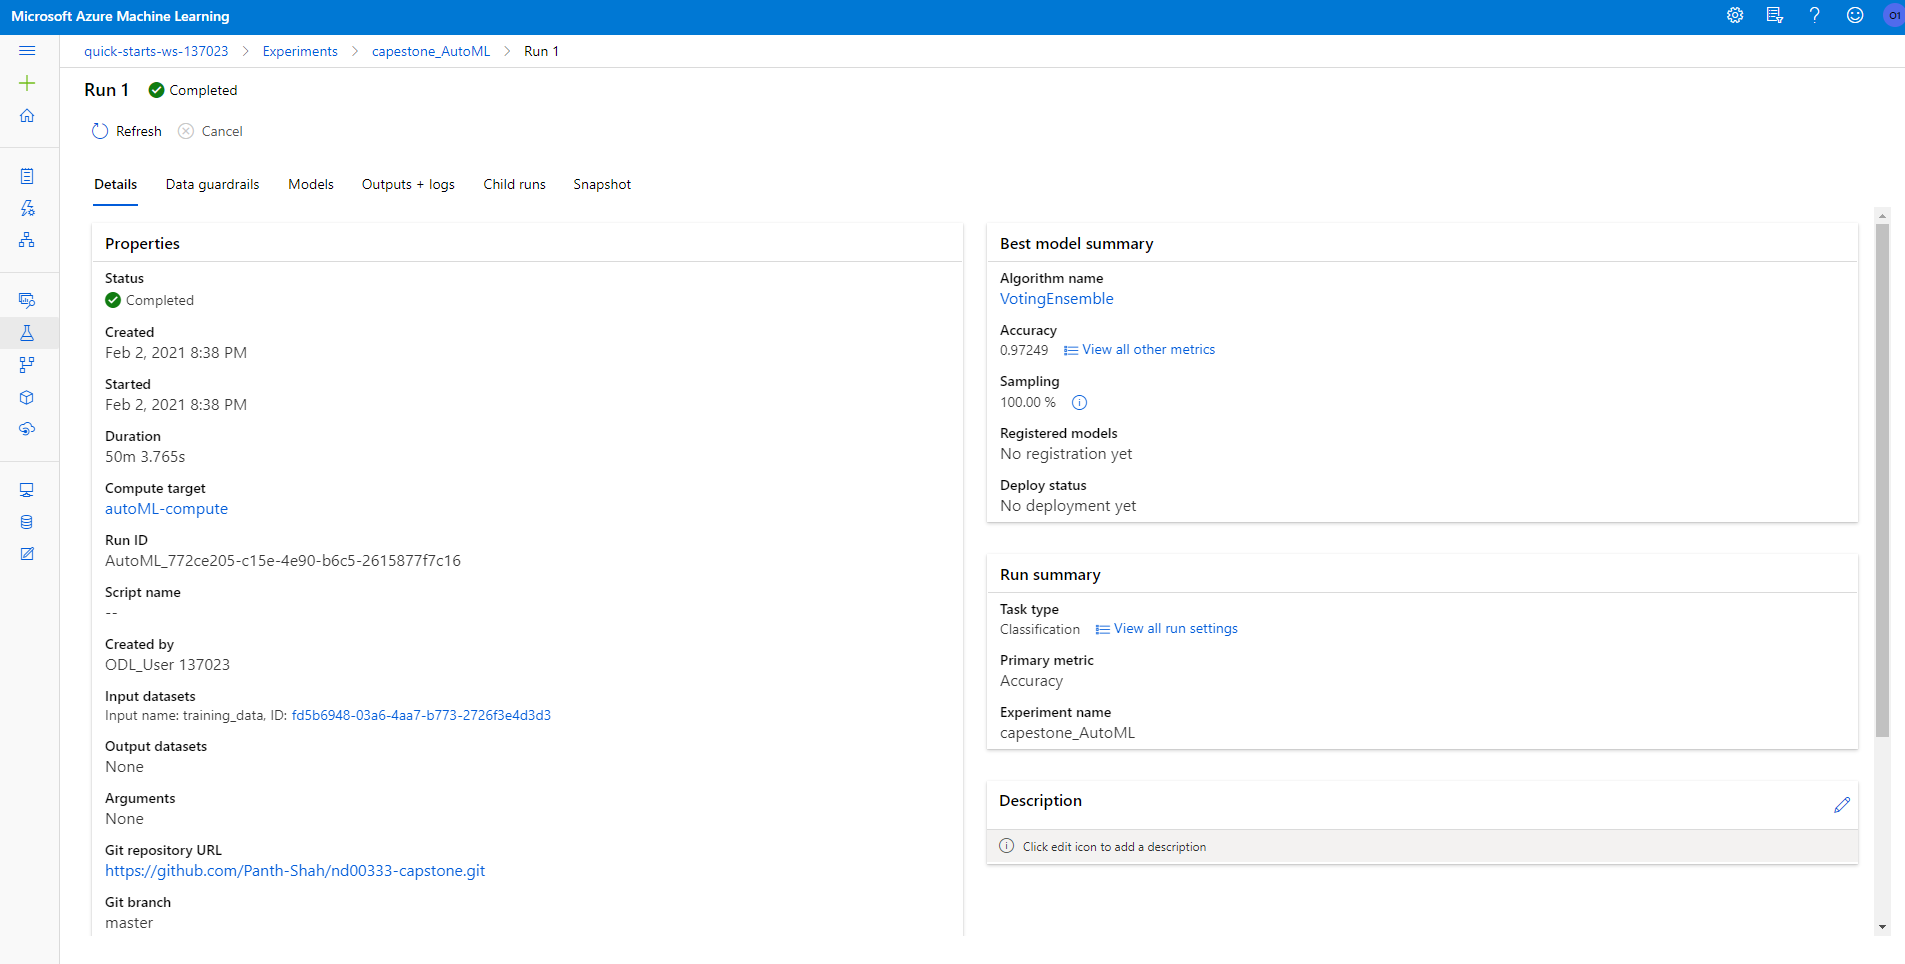 Microsoft Azure Machine Learning
O1
quick-starts-ws-137023 > Experiments > capestone_AutoML > Run 1
Run 1 Completed
Refresh Cancel
Details Data guardrails Models Outputs + logs Child runs Snapshot
Properties
Status
Completed
Created
Feb 2, 2021 8:38 PM
Started
Feb 2, 2021 8:38 PM
Duration
50m 3.765s
Compute target
autoML-compute
Run ID
AutoML_772ce205-c15e-4e90-b6c5-2615877f7c16
Script name
--
Created by
ODL_User 137023
Input datasets
Input name: training_data, ID: fd5b6948-03a6-4aa7-b773-2726f3e4d3d3
Output datasets
None
Arguments
None
Git repository URL
https://github.com/Panth-Shah/nd00333-capstone.git
Git branch
master
Best model summary
Algorithm name
VotingEnsemble
Accuracy
0.97249 View all other metrics
Sampling
100.00 %
Registered models
No registration yet
Deploy status
No deployment yet
Run summary
Task type
Classification View all run settings
Primary metric
Accuracy
Experiment name
capestone_AutoML
Description
Click edit icon to add a description